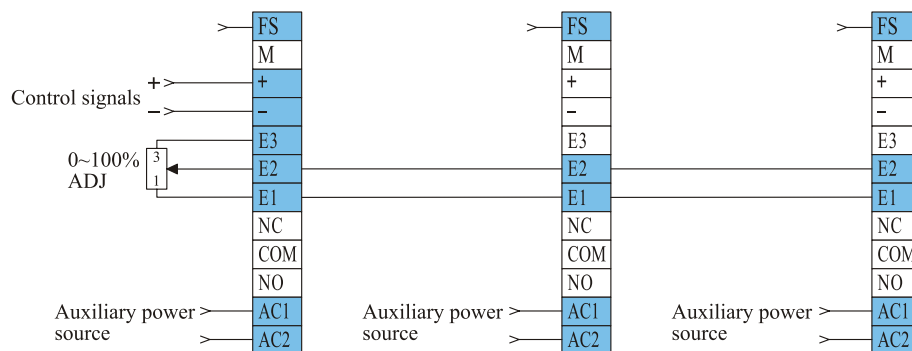 FS
M
+
−
E3
E2
E1
NC
COM
NO
AC1
AC2
+
Control signals
−
3
0~100%
ADJ
1
Auxiliary power
source
FS
M
+
−
E3
E2
E1
NC
COM
NO
AC1
AC2
Auxiliary power
source
FS
M
+
−
E3
E2
E1
NC
COM
NO
AC1
AC2
Auxiliary power
source